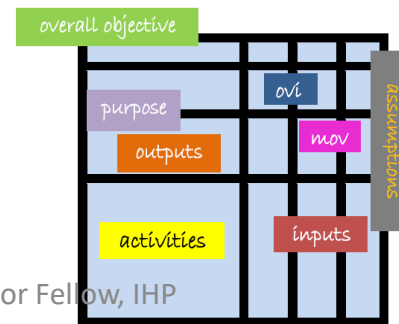 overall objective
ovi
purpose
mov
outputs
assumptions
activities
inputs
or Fellow, IHP